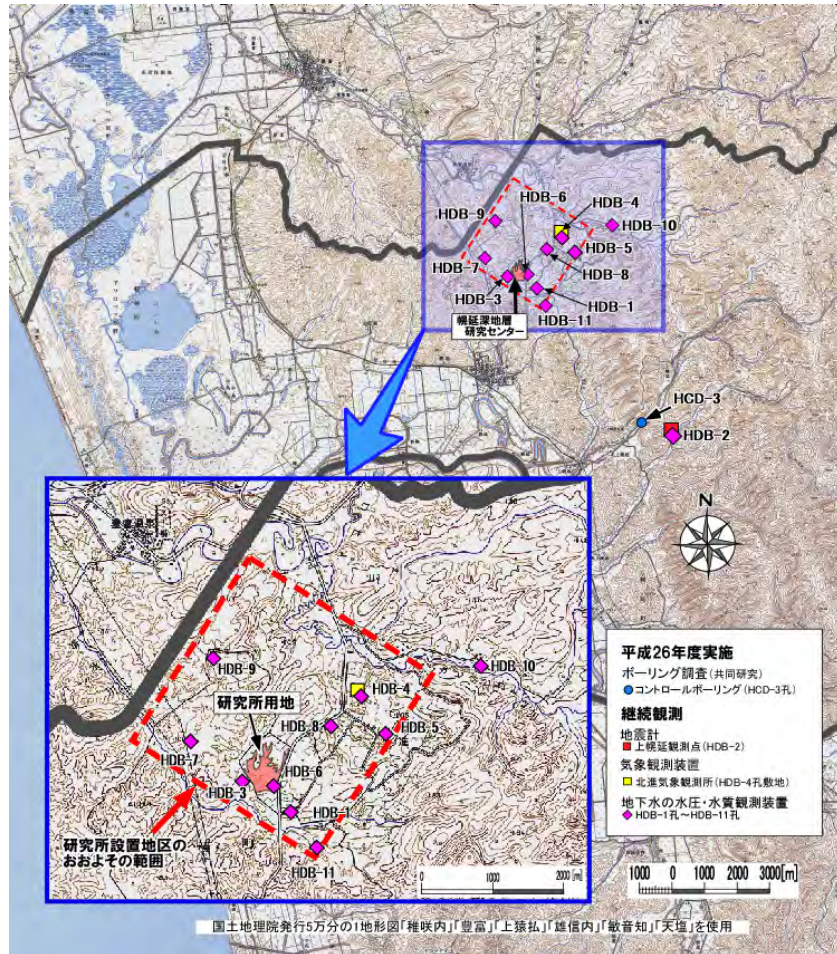 HDB-6
HDB-4
HDB-9
HDB-10
HDB-5
HDB-7
HDB-8
HDB-3
HDB-1
幌延深地層
研究センター
HDB-11
HCD-3
HDB-2
N
HDB-9
HDB-10
研究所用地
HDB-4
HDB-8
HDB-5
HDB-7
HDB-6
HDB-3
HDB-1
研究所設置地区の
おおよその範囲
HDB-11
0 1000 2000 [m]
平成26年度実施
ボーリング調査(共同研究)
コントロールボーリング(HCD-3孔)
継続観測
地震計
上幌延観測点(HDB-2)
気象観測装置
北進気象観測所(HDB-4孔敷地)
地下水の水圧・水質観測装置
HDB-1孔～HDB-11孔
1000 0 1000 2000 3000[m]
国土地理院発行5万分の1地形図「稚咲内」「豊富」「上猿払」「雄信内」「敏音知」「天塩」を使用